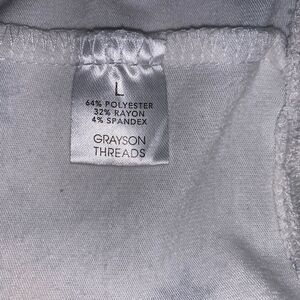 L
64% POLYESTER
32% RAYON
4% SPANDEX
GRAYSON
THREADS